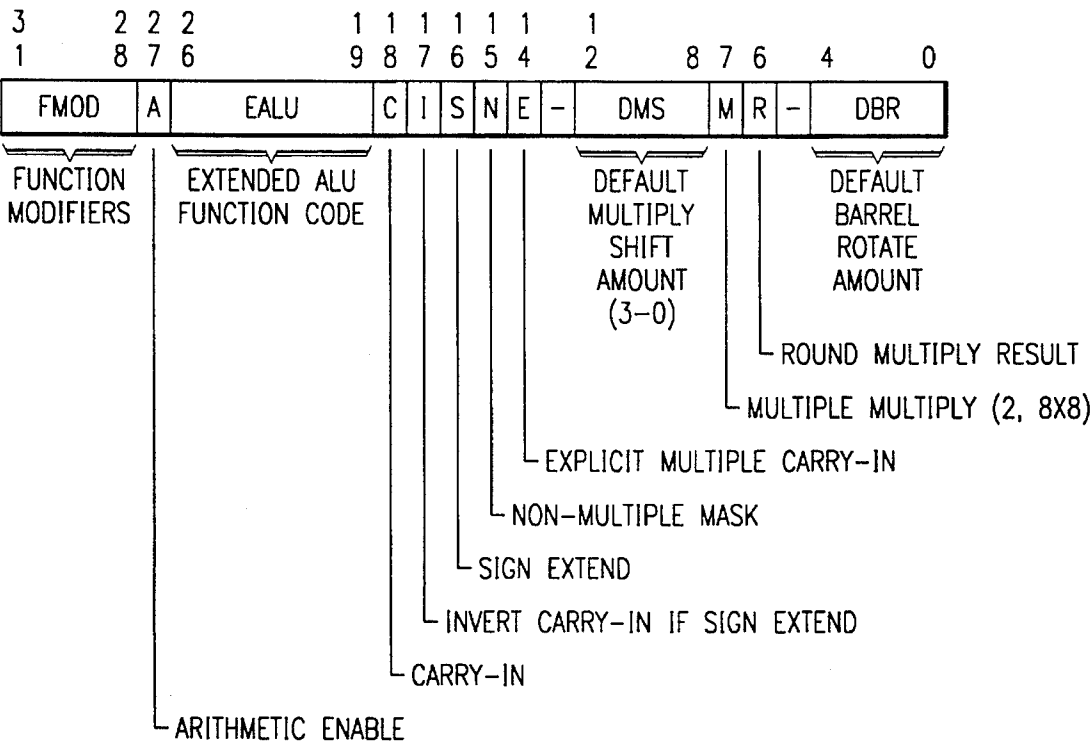 3 2 2 2 1 1 1 1 1 1 1
1 8 7 6 9 8 7 6 5 4 2 8 7 6 4 0
FMOD A EALU C I S N E - DMS M R - DBR
FUNCTION MODIFIERS
EXTENDED ALU FUNCTION CODE
DEFAULT MULTIPLY SHIFT AMOUNT (3-0)
DEFAULT BARREL ROTATE AMOUNT
ROUND MULTIPLY RESULT
MULTIPLE MULTIPLY (2, 8X8)
EXPLICIT MULTIPLE CARRY-IN
NON-MULTIPLE MASK
SIGN EXTEND
INVERT CARRY-IN IF SIGN EXTEND
CARRY-IN
ARITHMETIC ENABLE